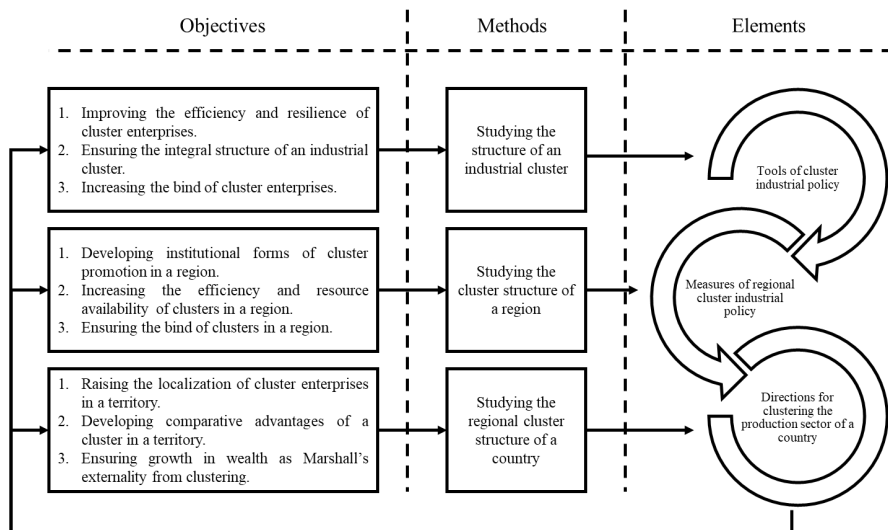 Objectives
Methods
Elements
1. Improving the efficiency and resilience of
cluster enterprises.
2. Ensuring the integral structure of an industrial
cluster.
3. Increasing the bind of cluster enterprises.
Studying the
structure of an
industrial cluster
Tools of cluster
industrial policy
1. Developing institutional forms of cluster
promotion in a region.
2. Increasing the efficiency and resource
availability of clusters in a region.
3. Ensuring the bind of clusters in a region.
Studying the
cluster structure of
a region
Measures of regional
cluster industrial
policy
1. Raising the localization of cluster enterprises
in a territory.
2. Developing comparative advantages of a
cluster in a territory.
3. Ensuring growth in wealth as Marshall's
externality from clustering.
Studying the
regional cluster
structure of a
country
Directions for
clustering the
production sector of a
country